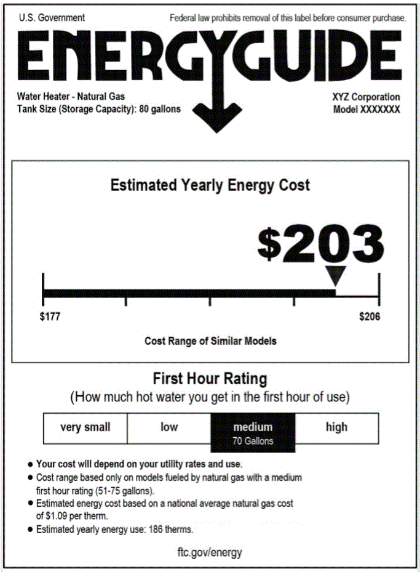 U.S. Government Federal law prohibits removal of this label before consumer purchase.
ENERGYGUIDE
Water Heater - Natural Gas XYZ Corporation
Tank Size (Storage Capacity): 80 gallons Model XXXXXXX
Estimated Yearly Energy Cost
$203
$177 $206
Cost Range of Similar Models
First Hour Rating
(How much hot water you get in the first hour of use)
very small low medium high
70 Gallons
● Your cost will depend on your utility rates and use.
● Cost range based only on models fueled by natural gas with a medium
first hour rating (51-75 gallons).
● Estimated energy cost based on a national average natural gas cost
of $1.09 per therm.
● Estimated yearly energy use: 186 therms.
ftc.gov/energy